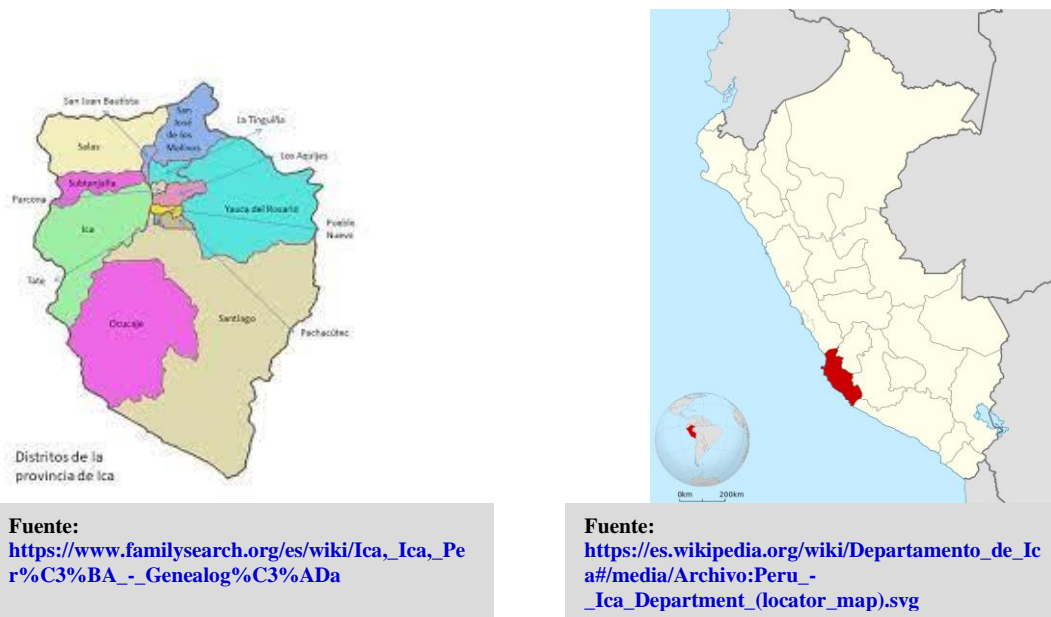 San Juan Bautista
San
José
de los
Molinos
La Tinguiña
Salas
Los Aquijes
Subtanjalla
Parcona
Yauca del Rosario
Ica
Pueblo
Nuevo
Tate
Ocucaje
Santiago
Pachacútec
Distritos de la
provincia de Ica
0km 200km
Fuente:
https://www.familysearch.org/es/wiki/Ica,_Ica,_Pe
r%C3%BA_-_Genealog%C3%ADa
Fuente:
https://es.wikipedia.org/wiki/Departamento_de_Ic
a#/media/Archivo:Peru_-
_Ica_Department_(locator_map).svg